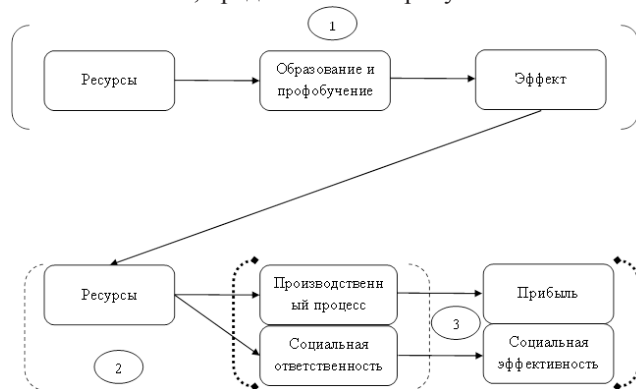 1
Ресурсы
Образование и
профобучение
Эффект
Ресурсы
Производственн
ый процесс
Прибыль
2
Социальная
ответственность
3
Социальная
эффективность